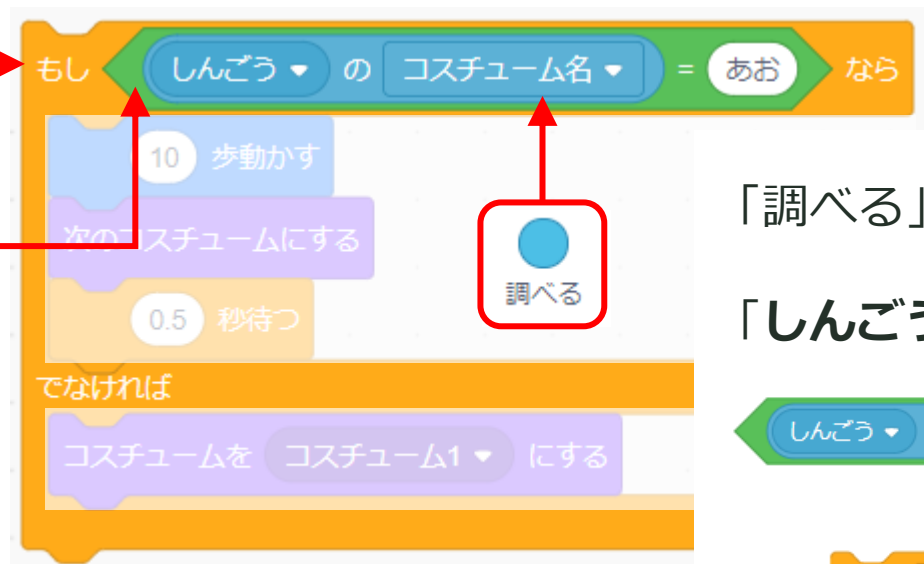 もし しんごう の コスチューム名 = あお なら
10 歩動かす
次のコスチュームにする
0.5 秒待つ
調べる
でなければ
コスチュームを コスチューム1 にする
「調べる」
「しんごう
しんごう